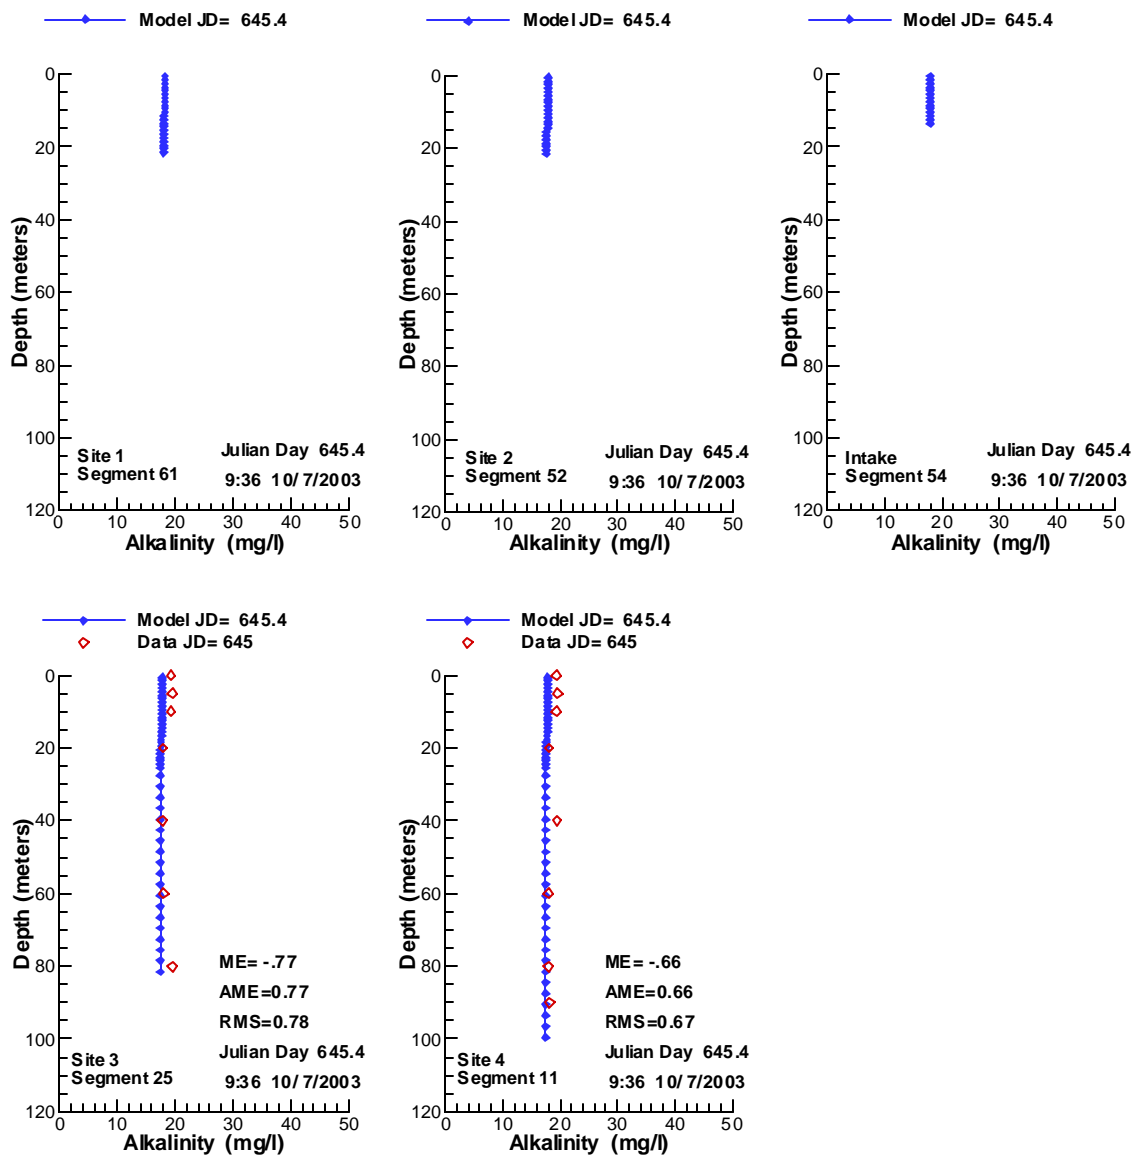 Model JD= 645.4
0
20
40
60
80
100
120
Depth (meters)
Site 1
Segment 61
Julian Day 645.4
9:36 10/7/2003
0 10 20 30 40 50
Alkalinity (mg/l)
Model JD= 645.4
0
20
40
60
80
100
120
Depth (meters)
Site 2
Segment 52
Julian Day 645.4
9:36 10/7/2003
0 10 20 30 40 50
Alkalinity (mg/l)
Model JD= 645.4
0
20
40
60
80
100
120
Depth (meters)
Intake
Segment 54
Julian Day 645.4
9:36 10/7/2003
0 10 20 30 40 50
Alkalinity (mg/l)
Model JD= 645.4
Data JD= 645
0
20
40
60
80
100
120
Depth (meters)
ME= -.77
AME=0.77
RMS=0.78
Site 3
Segment 25
Julian Day 645.4
9:36 10/7/2003
0 10 20 30 40 50
Alkalinity (mg/l)
Model JD= 645.4
Data JD= 645
0
20
40
60
80
100
120
Depth (meters)
ME= -.66
AME=0.66
RMS=0.67
Site 4
Segment 11
Julian Day 645.4
9:36 10/7/2003
0 10 20 30 40 50
Alkalinity (mg/l)